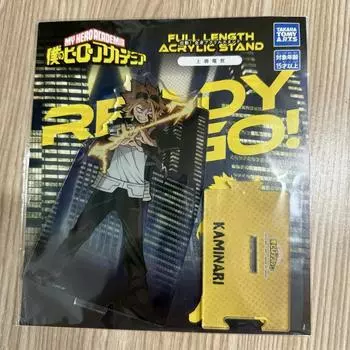 MY HERO ACADEMIA
僕のヒーローアカデミア
FULL LENGTH
ACRYLIC STAND
上鳴電気
TAKARA
TOMY
ARTS
対象年齢
15才以上
READY
GO!
KAMINARI